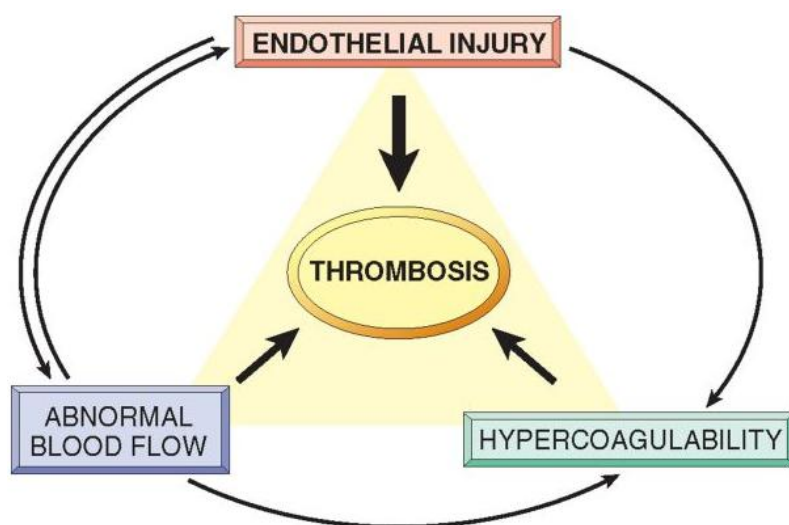 ENDOTHELIAL INJURY
THROMBOSIS
ABNORMAL
BLOOD FLOW
HYPERCOAGULABILITY